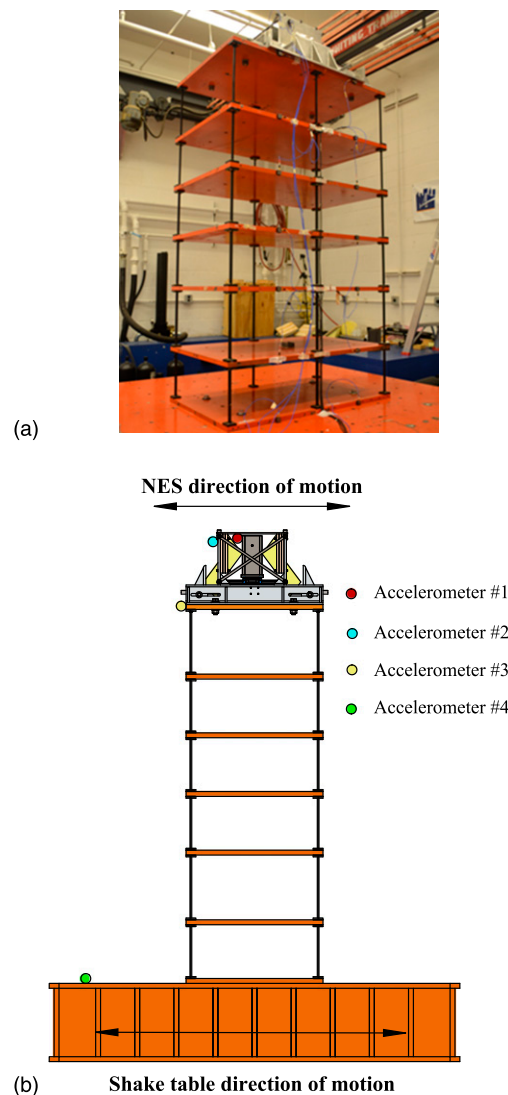 (a)
NES direction of motion
Accelerometer #1
Accelerometer #2
Accelerometer #3
Accelerometer #4
(b)
Shake table direction of motion